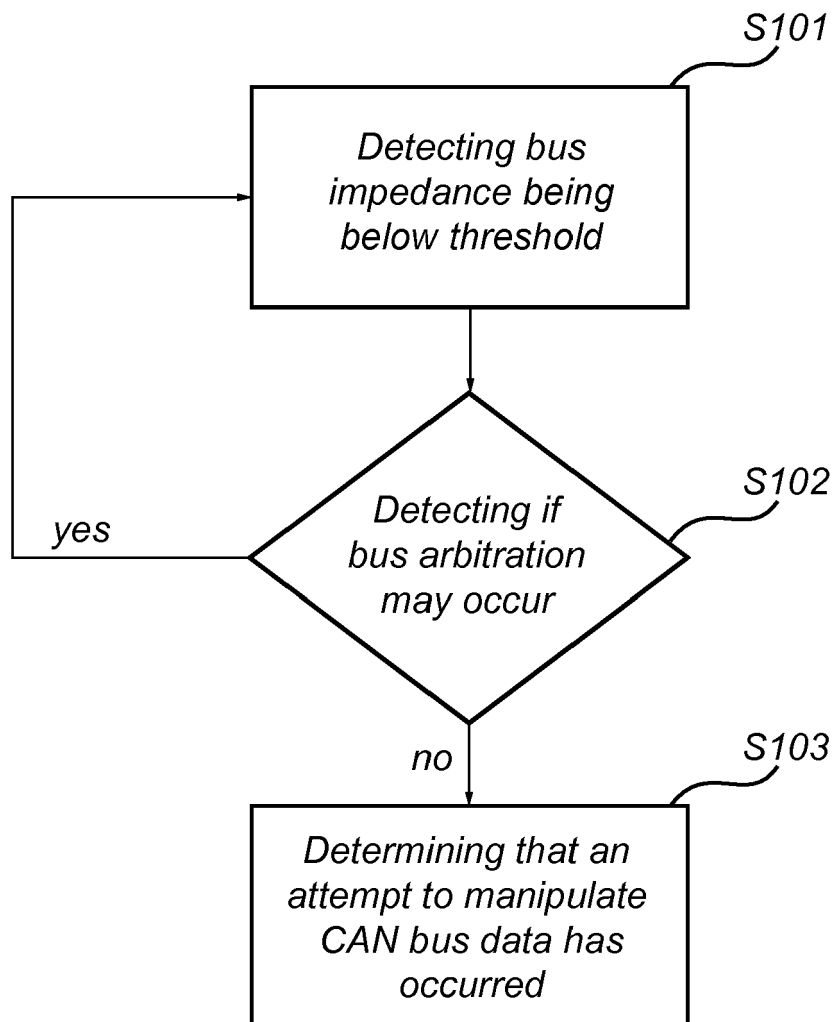 S101
Detecting bus
impedance being
below threshold
S102
Detecting if
bus arbitration
may occur
yes
no
S103
Determining that an
attempt to manipulate
CAN bus data has
occurred